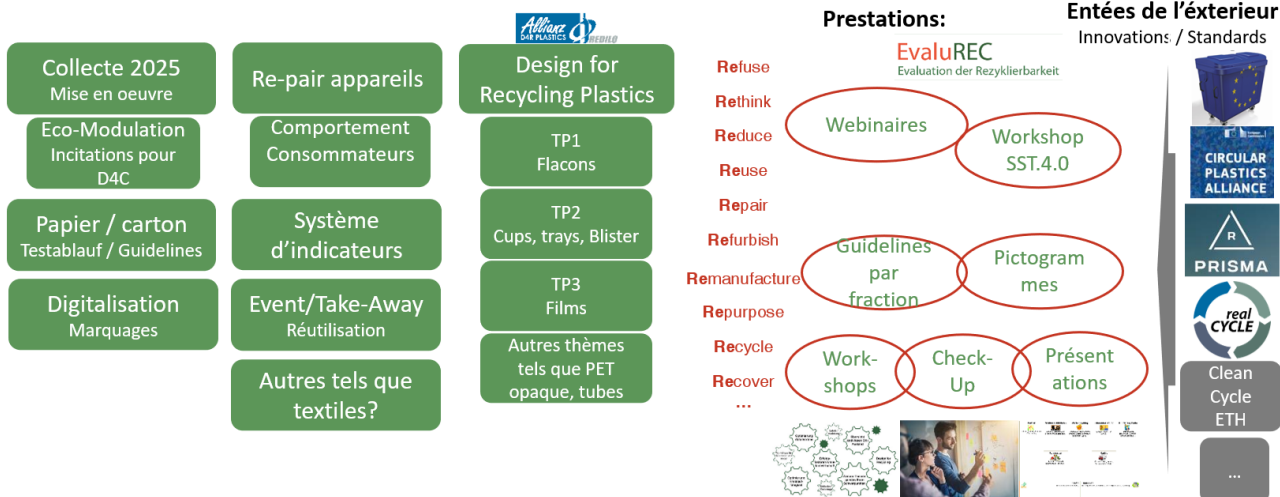 Collecte 2025
Mise en oeuvre
Eco-Modulation
Incitations pour
D4C
Papier / carton
Testablauf / Guidelines
Digitalisation
Marquages
Re-pair appareils
Comportement
Consommateurs
Système
d'indicateurs
Event/Take-Away
Réutilisation
Autres tels que
textiles?
Allianz
D4R PLASTICS
REDILO
Design for
Recycling Plastics
TP1
Flacons
TP2
Cups, trays, Blister
TP3
Films
Autres thèmes
tels que PET
opaque, tubes
Refuse
Rethink
Reduce
Reuse
Repair
Refurbish
Remanufacture
Repurpose
Recycle
Recover
...
Prestations:
EvaluREC
Evaluation der Rezyklierbarkeit
Webinaires
Workshop
SST.4.0
Guidelines
par
fraction
Pictogram
mes
Work-
shops
Check-
Up
Présent
ations
Entées de l'éxterieur
Innovations / Standards
CIRCULAR
PLASTICS
ALLIANCE
R
PRISMA
real
CYCLE
Clean
Cycle
ETH
...